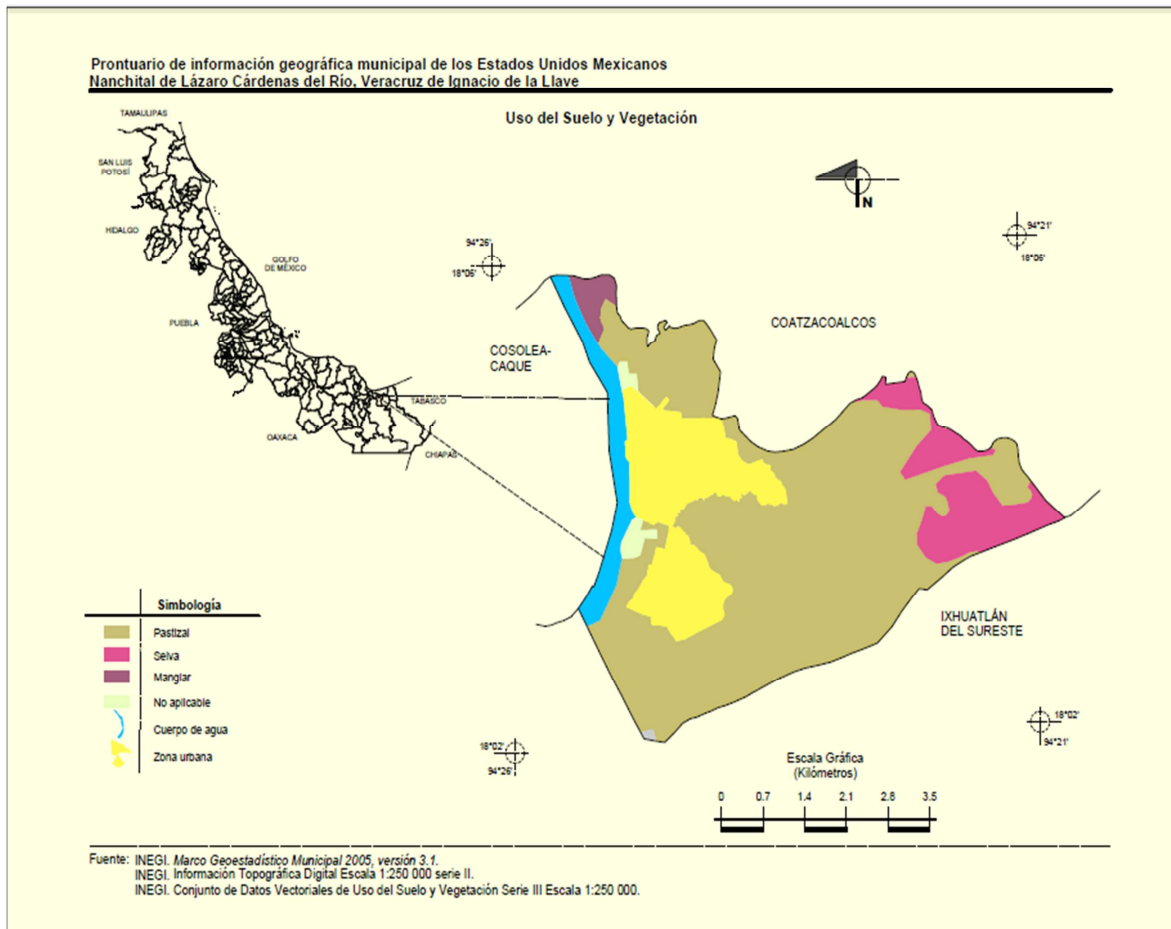 Prontuario de información geográfica municipal de los Estados Unidos Mexicanos
Nanchital de Lázaro Cárdenas del Río, Veracruz de Ignacio de la Llave
Uso del Suelo y Vegetación
TAMAULIPAS
SAN LUIS
POTOSÍ
HIDALGO
GOLFO
DE MÉXICO
PUEBLA
OAXACA
TABASCO
CHIAPAS
N
94°26'
18°06'
94°21'
18°06'
COSOLEA-
CAQUE
COATZACOALCOS
IXHUATLÁN
DEL SURESTE
18°02'
94°26'
18°02'
94°21'
Simbología
Pastizal
Selva
Manglar
No aplicable
Cuerpo de agua
Zona urbana
Escala Gráfica
(Kilómetros)
0 0.7 1.4 2.1 2.8 3.5
Fuente: INEGI. Marco Geoestadístico Municipal 2005, versión 3.1.
INEGI. Información Topográfica Digital Escala 1:250 000 serie II.
INEGI. Conjunto de Datos Vectoriales de Uso del Suelo y Vegetación Serie III Escala 1:250 000.